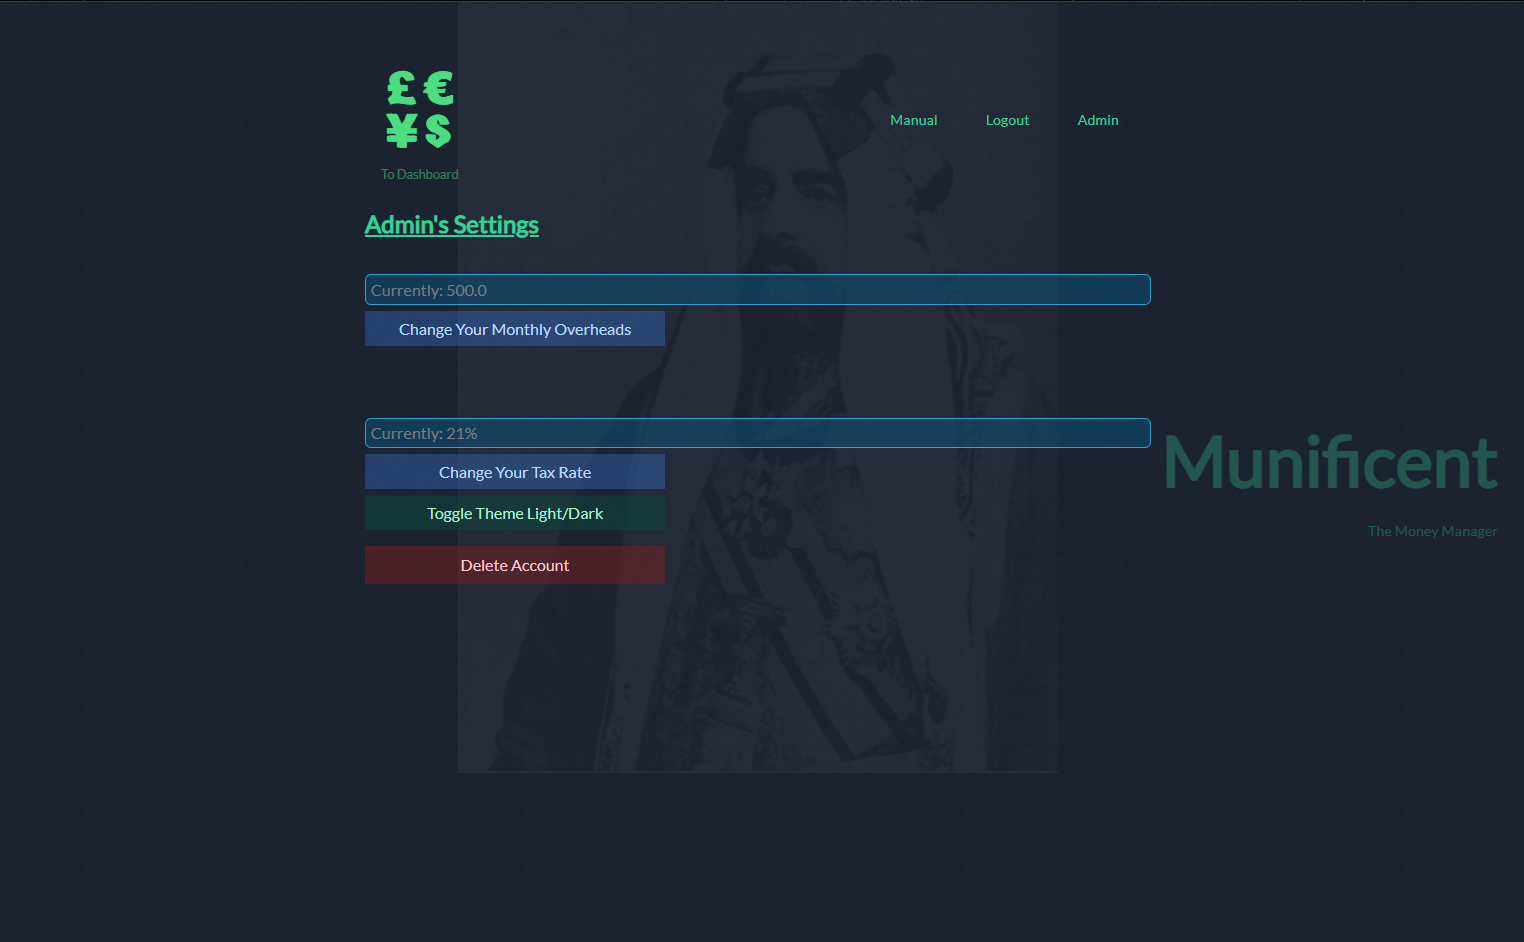 £ €
¥ $
To Dashboard
Manual
Logout
Admin
Admin's Settings
Currently: 500.0
Change Your Monthly Overheads
Currently: 21%
Change Your Tax Rate
Toggle Theme Light/Dark
Delete Account
Munificent
The Money Manager